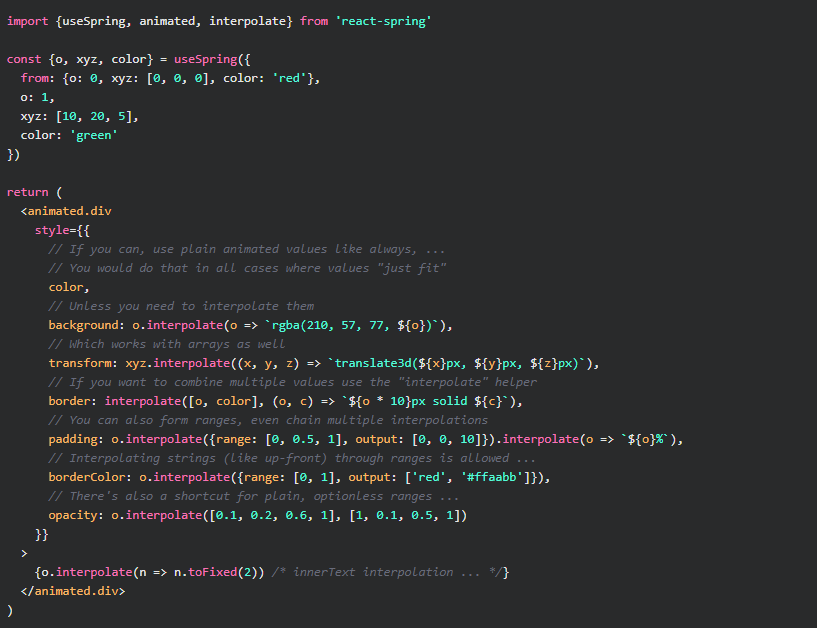 import {useSpring, animated, interpolate} from 'react-spring'

const {o, xyz, color} = useSpring({
  from: {o: 0, xyz: [0, 0, 0], color: 'red'},
  o: 1,
  xyz: [10, 20, 5],
  color: 'green'
})

return (
  <animated.div
    style={{
      // If you can, use plain animated values like always, ...
      // You would do that in all cases where values "just fit"
      color,
      // Unless you need to interpolate them
      background: o.interpolate(o => `rgba(210, 57, 77, ${o})`),
      // Which works with arrays as well
      transform: xyz.interpolate((x, y, z) => `translate3d(${x}px, ${y}px, ${z}px)`),
      // If you want to combine multiple values use the "interpolate" helper
      border: interpolate([o, color], (o, c) => `${o * 10}px solid ${c}`),
      // You can also form ranges, even chain multiple interpolations
      padding: o.interpolate({range: [0, 0.5, 1], output: [0, 0, 10]}).interpolate(o => `${o}%`),
      // Interpolating strings (like up-front) through ranges is allowed ...
      borderColor: o.interpolate({range: [0, 1], output: ['red', '#ffaabb']}),
      // There's also a shortcut for plain, optionless ranges ...
      opacity: o.interpolate([0.1, 0.2, 0.6, 1], [1, 0.1, 0.5, 1])
    }}
  >
    {o.interpolate(n => n.toFixed(2)) /* innerText interpolation ... */}
  </animated.div>
)